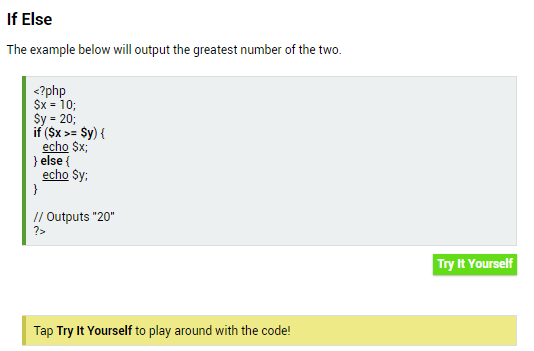 If Else
The example below will output the greatest number of the two.
<?php
$x = 10;
$y = 20;
if ($x >= $y) {
echo $x;
} else {
echo $y;
}
// Outputs "20"
?>
Try It Yourself
Tap Try It Yourself to play around with the code!